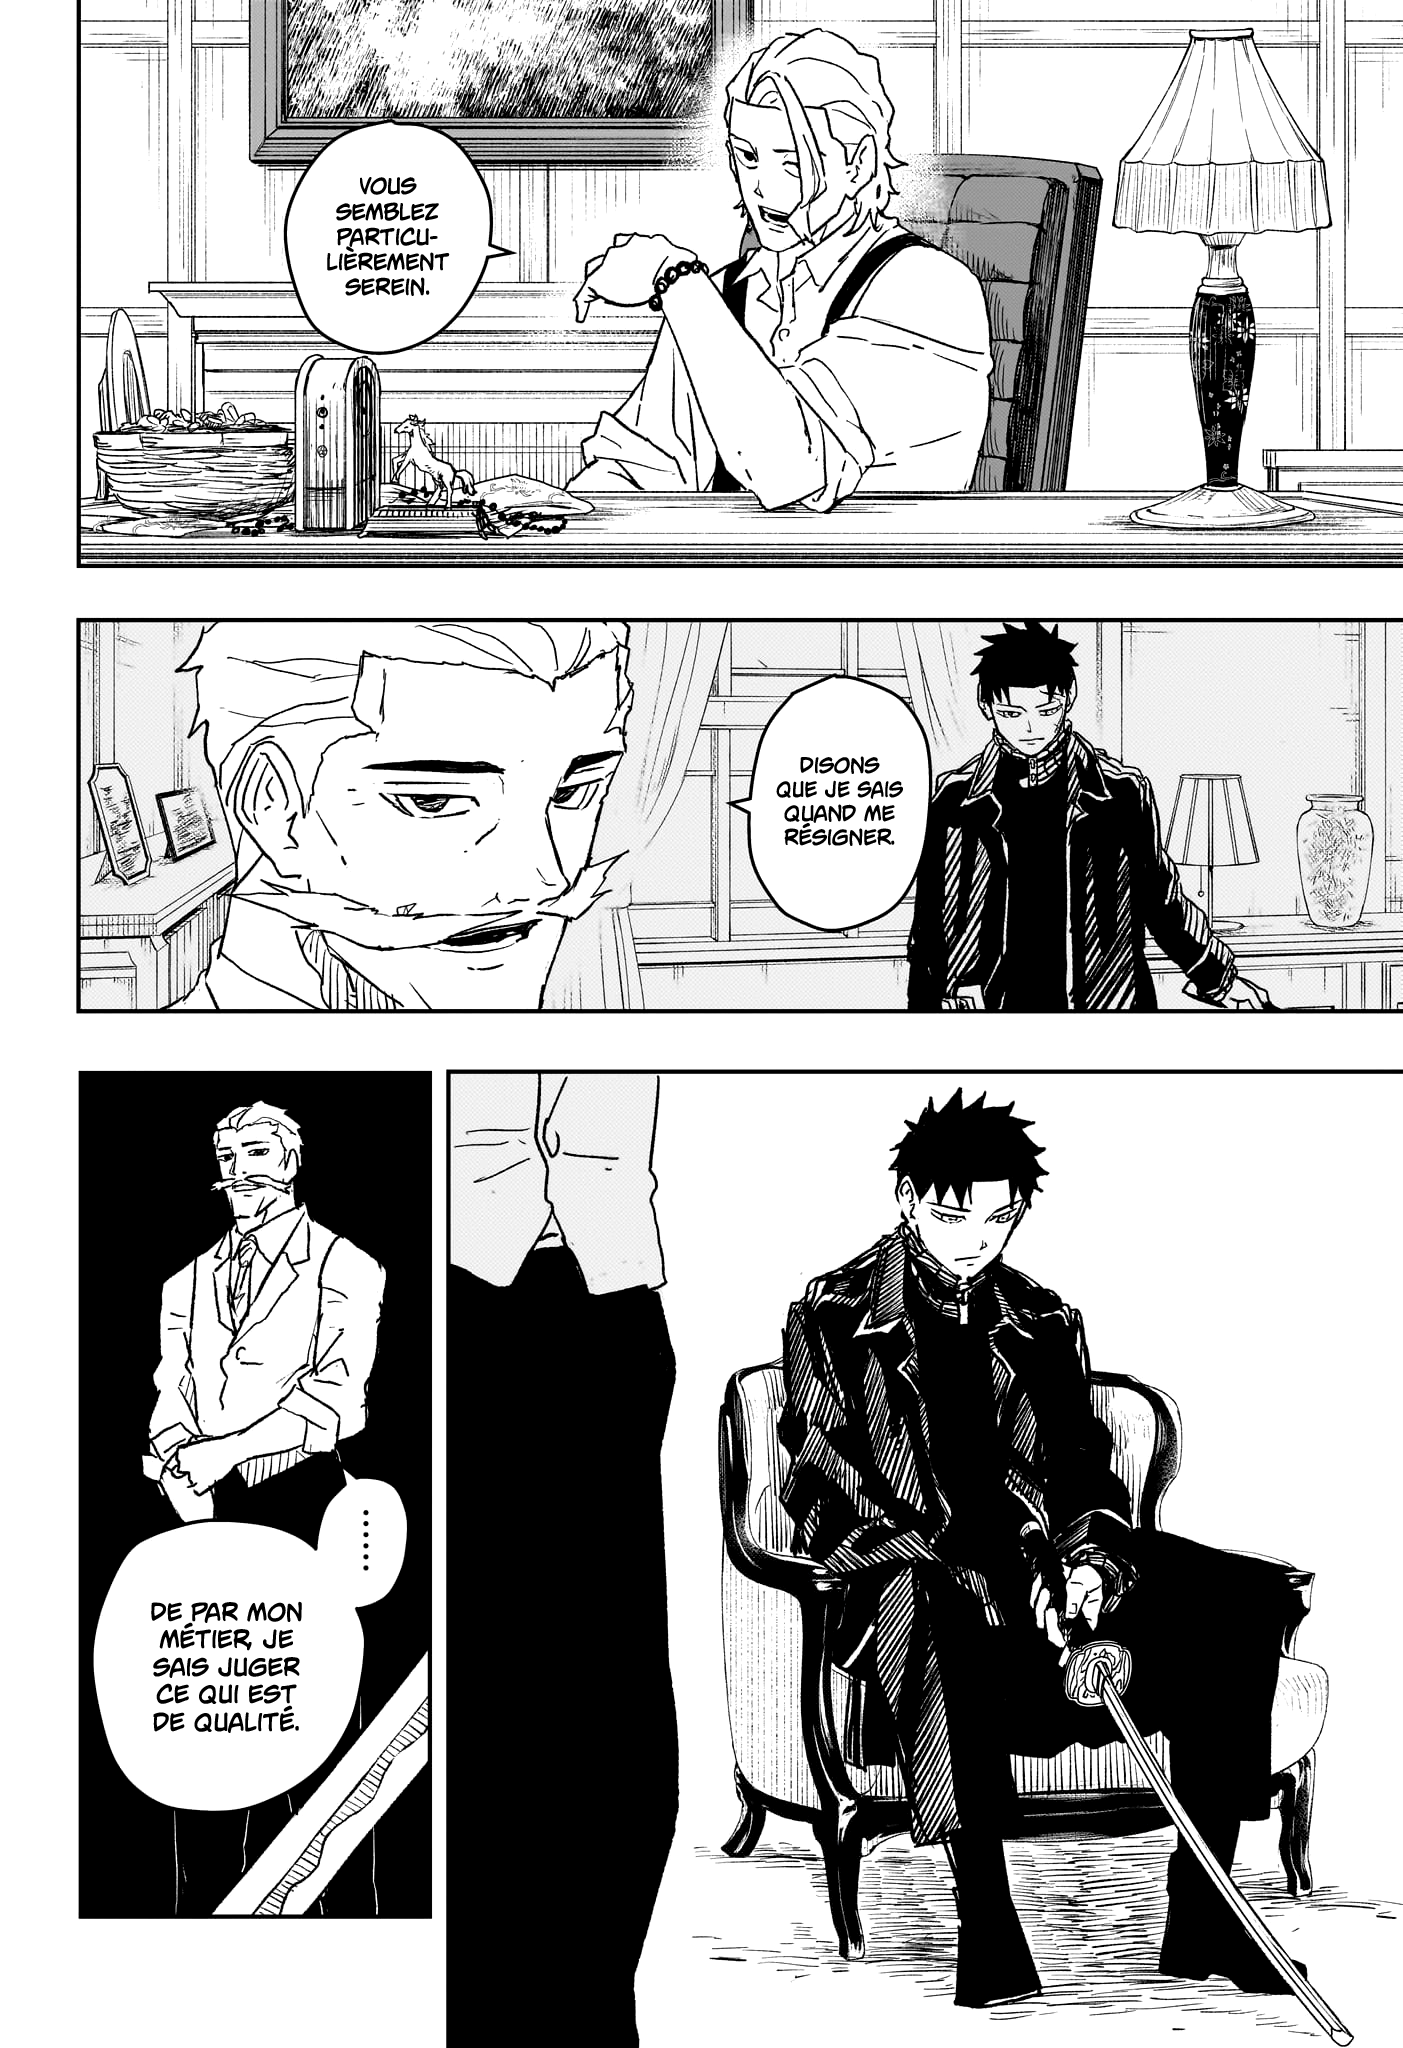 VOUS
SEMBLEZ
PARTICU-
LIÈREMENT
SEREIN.
DISONS
QUE JE SAIS
QUAND ME
RÉSIGNER.
......
DE PAR MON
MÉTIER, JE
SAIS JUGER
CE QUI EST
DE QUALITÉ.